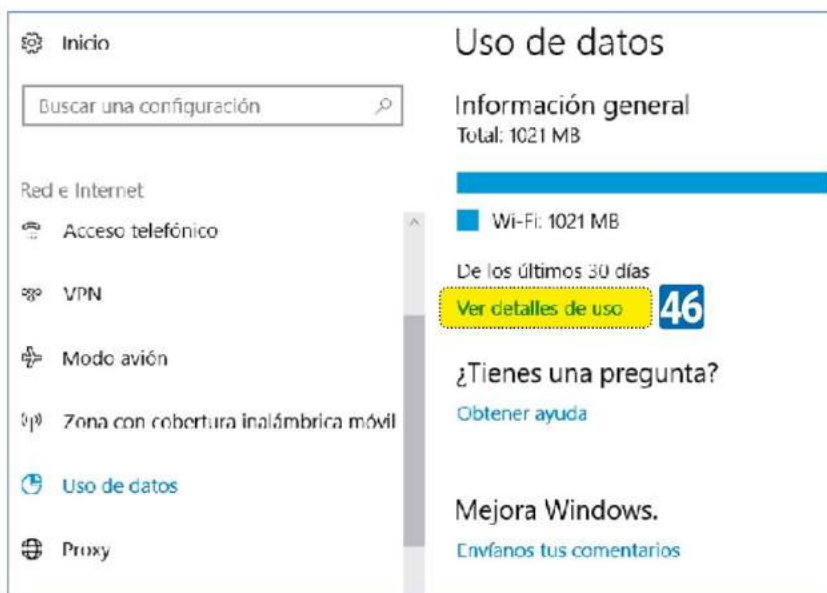 Inicio
Buscar una configuración
Red e Internet
Acceso telefónico
VPN
Modo avión
Zona con cobertura inalámbrica móvil
Uso de datos
Proxy
Uso de datos
Información general
Total: 1021 MB
Wi-Fi: 1021 MB
De los últimos 30 días
Ver detalles de uso 46
¿Tienes una pregunta?
Obtener ayuda
Mejora Windows.
Envíanos tus comentarios